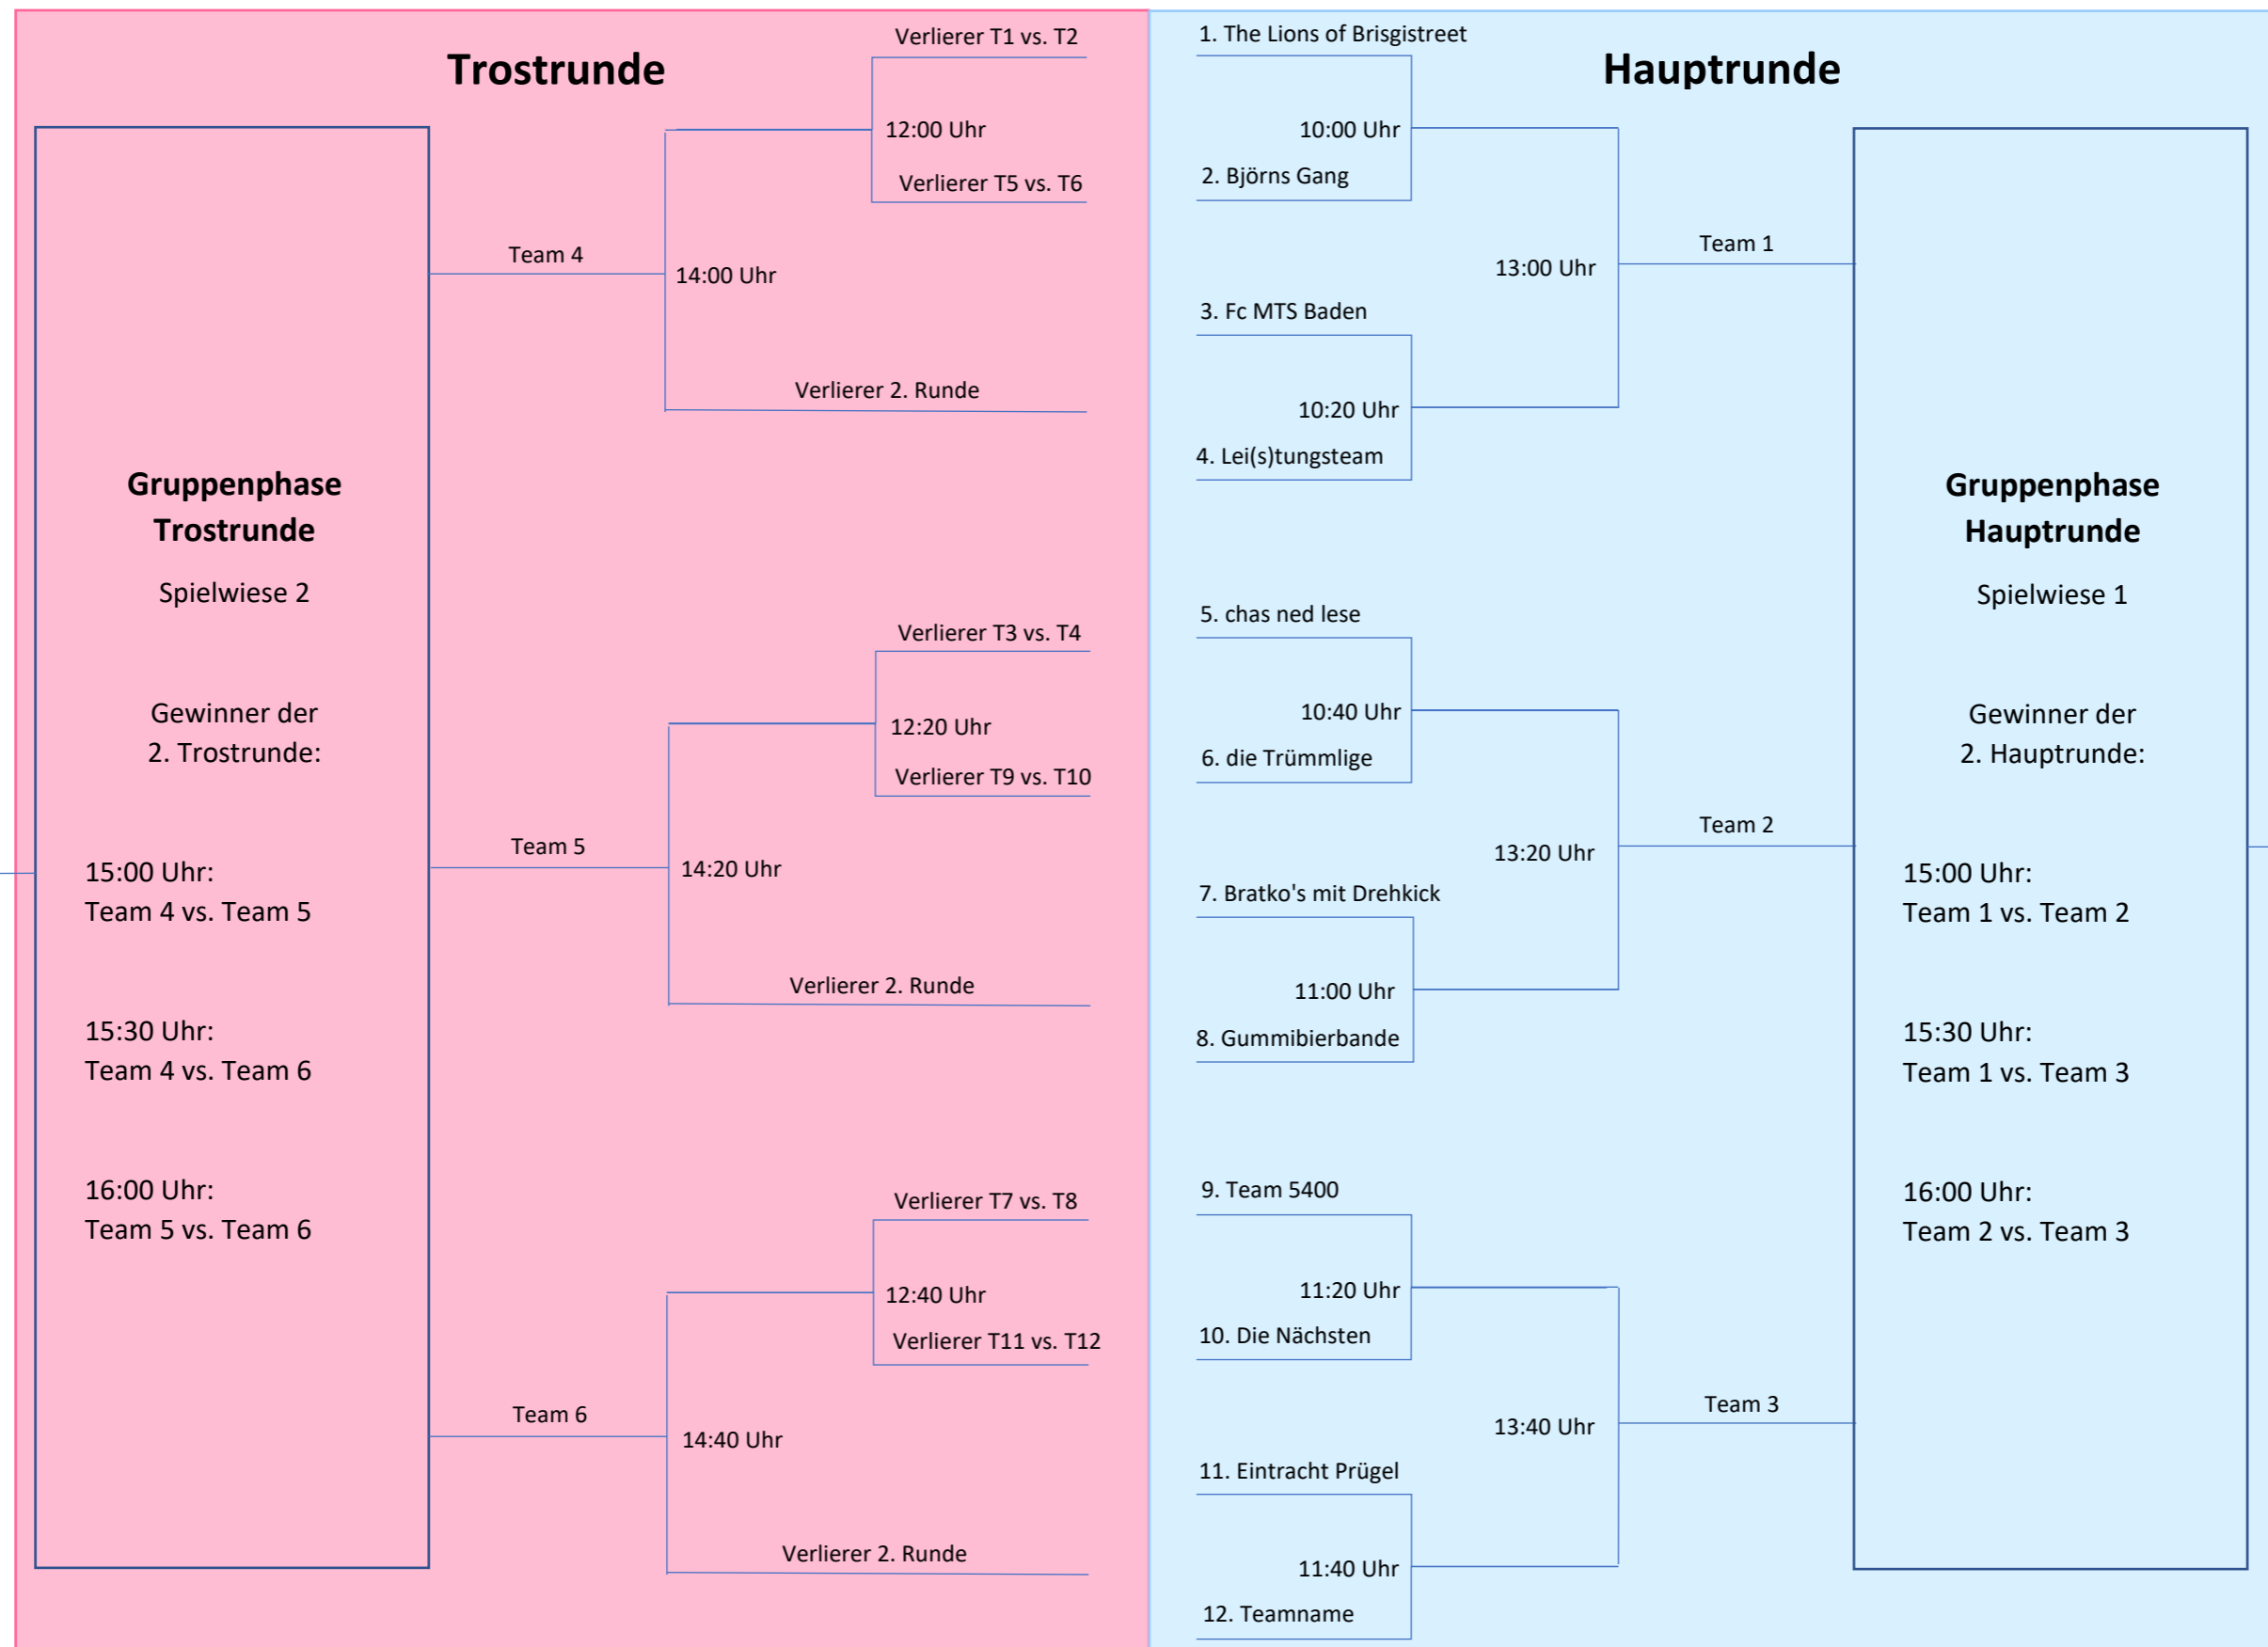 Trostrunde
Verlierer T1 vs. T2
12:00 Uhr
Verlierer T5 vs. T6
Team 4
14:00 Uhr
Verlierer 2. Runde
Gruppenphase
Trostrunde
Spielwiese 2
Gewinner der
2. Trostrunde:
15:00 Uhr:
Team 4 vs. Team 5
15:30 Uhr:
Team 4 vs. Team 6
16:00 Uhr:
Team 5 vs. Team 6
Verlierer T3 vs. T4
12:20 Uhr
Verlierer T9 vs. T10
Team 5
14:20 Uhr
Verlierer 2. Runde
Verlierer T7 vs. T8
12:40 Uhr
Verlierer T11 vs. T12
Team 6
14:40 Uhr
Verlierer 2. Runde
Hauptrunde
1. The Lions of Brisgistreet
10:00 Uhr
2. Björns Gang
13:00 Uhr
Team 1
3. Fc MTS Baden
10:20 Uhr
4. Lei(s)tungsteam
5. chas ned lese
10:40 Uhr
6. die Trümmlige
13:20 Uhr
Team 2
7. Bratko's mit Drehkick
11:00 Uhr
8. Gummibierbande
9. Team 5400
11:20 Uhr
10. Die Nächsten
13:40 Uhr
Team 3
11. Eintracht Prügel
11:40 Uhr
12. Teamname
Gruppenphase
Hauptrunde
Spielwiese 1
Gewinner der
2. Hauptrunde:
15:00 Uhr:
Team 1 vs. Team 2
15:30 Uhr:
Team 1 vs. Team 3
16:00 Uhr:
Team 2 vs. Team 3